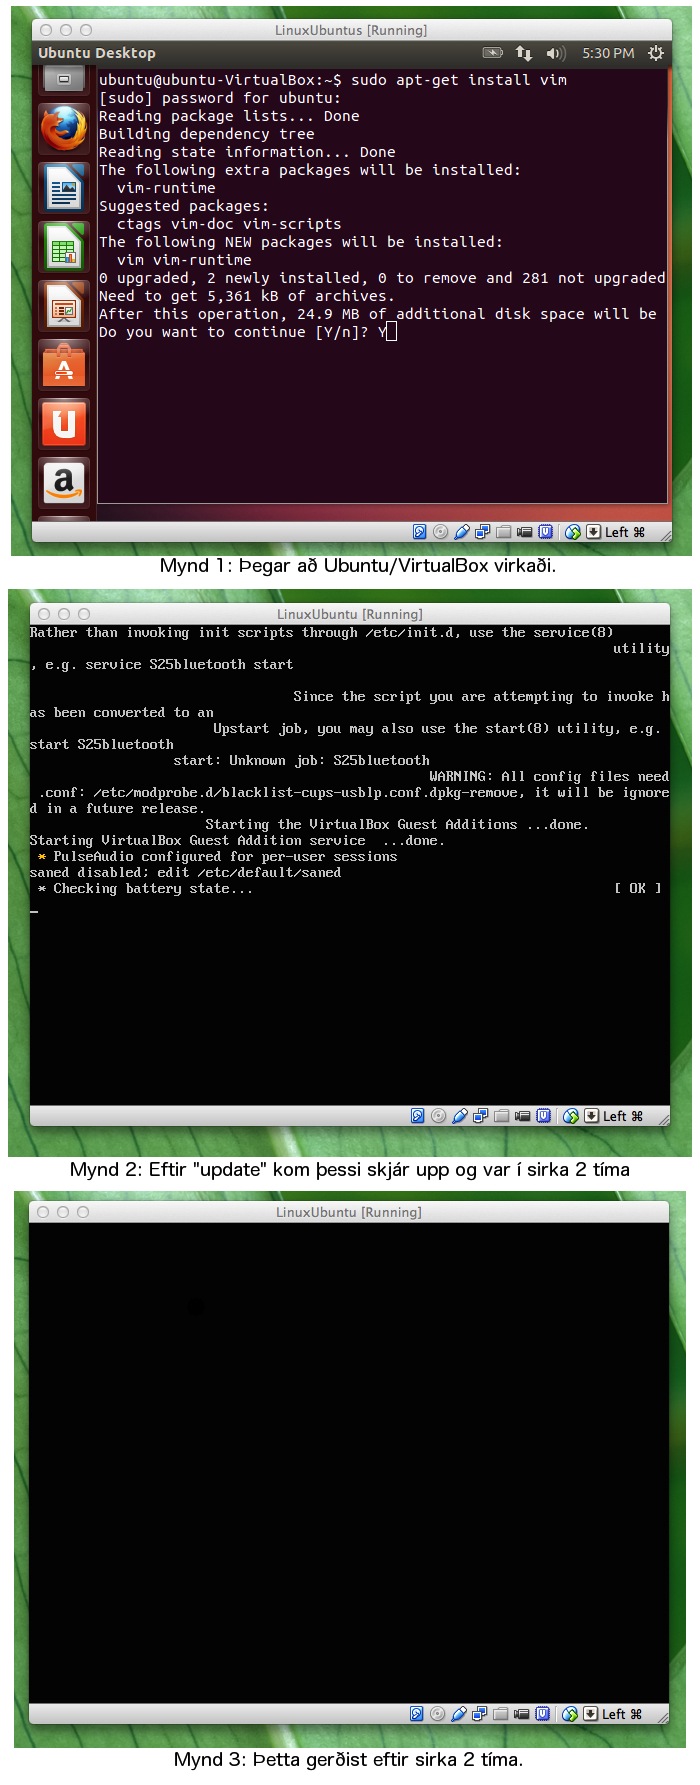 LinuxUbuntus [Running]
Ubuntu Desktop 5:30 PM
ubuntu@ubuntu-VirtualBox:~$ sudo apt-get install vim
[sudo] password for ubuntu:
Reading package lists... Done
Building dependency tree
Reading state information... Done
The following extra packages will be installed:
vim-runtime
Suggested packages:
ctags vim-doc vim-scripts
The following NEW packages will be installed:
vim vim-runtime
0 upgraded, 2 newly installed, 0 to remove and 281 not upgraded
Need to get 5,361 kB of archives.
After this operation, 24.9 MB of additional disk space will be
Do you want to continue [Y/n]? Y
Left ⌘
Mynd 1: Þegar að Ubuntu/VirtualBox virkaði.
LinuxUbuntu [Running]
Rather than invoking init scripts through /etc/init.d, use the service(8)
utility
, e.g. service S25bluetooth start
Since the script you are attempting to invoke h
as been converted to an
Upstart job, you may also use the start(8) utility, e.g.
start S25bluetooth
start: Unknown job: S25bluetooth
WARNING: All config files need
.conf: /etc/modprobe.d/blacklist-cups-usblp.conf.dpkg-remove, it will be ignore
d in a future release.
Starting the VirtualBox Guest Additions ...done.
Starting VirtualBox Guest Addition service ...done.
* PulseAudio configured for per-user sessions
saned disabled; edit /etc/default/saned
* Checking battery state... [ OK ]
Left ⌘
Mynd 2: Eftir "update" kom þessi skjár upp og var í sirka 2 tíma
LinuxUbuntu [Running]
Left ⌘
Mynd 3: Þetta gerðist eftir sirka 2 tíma.